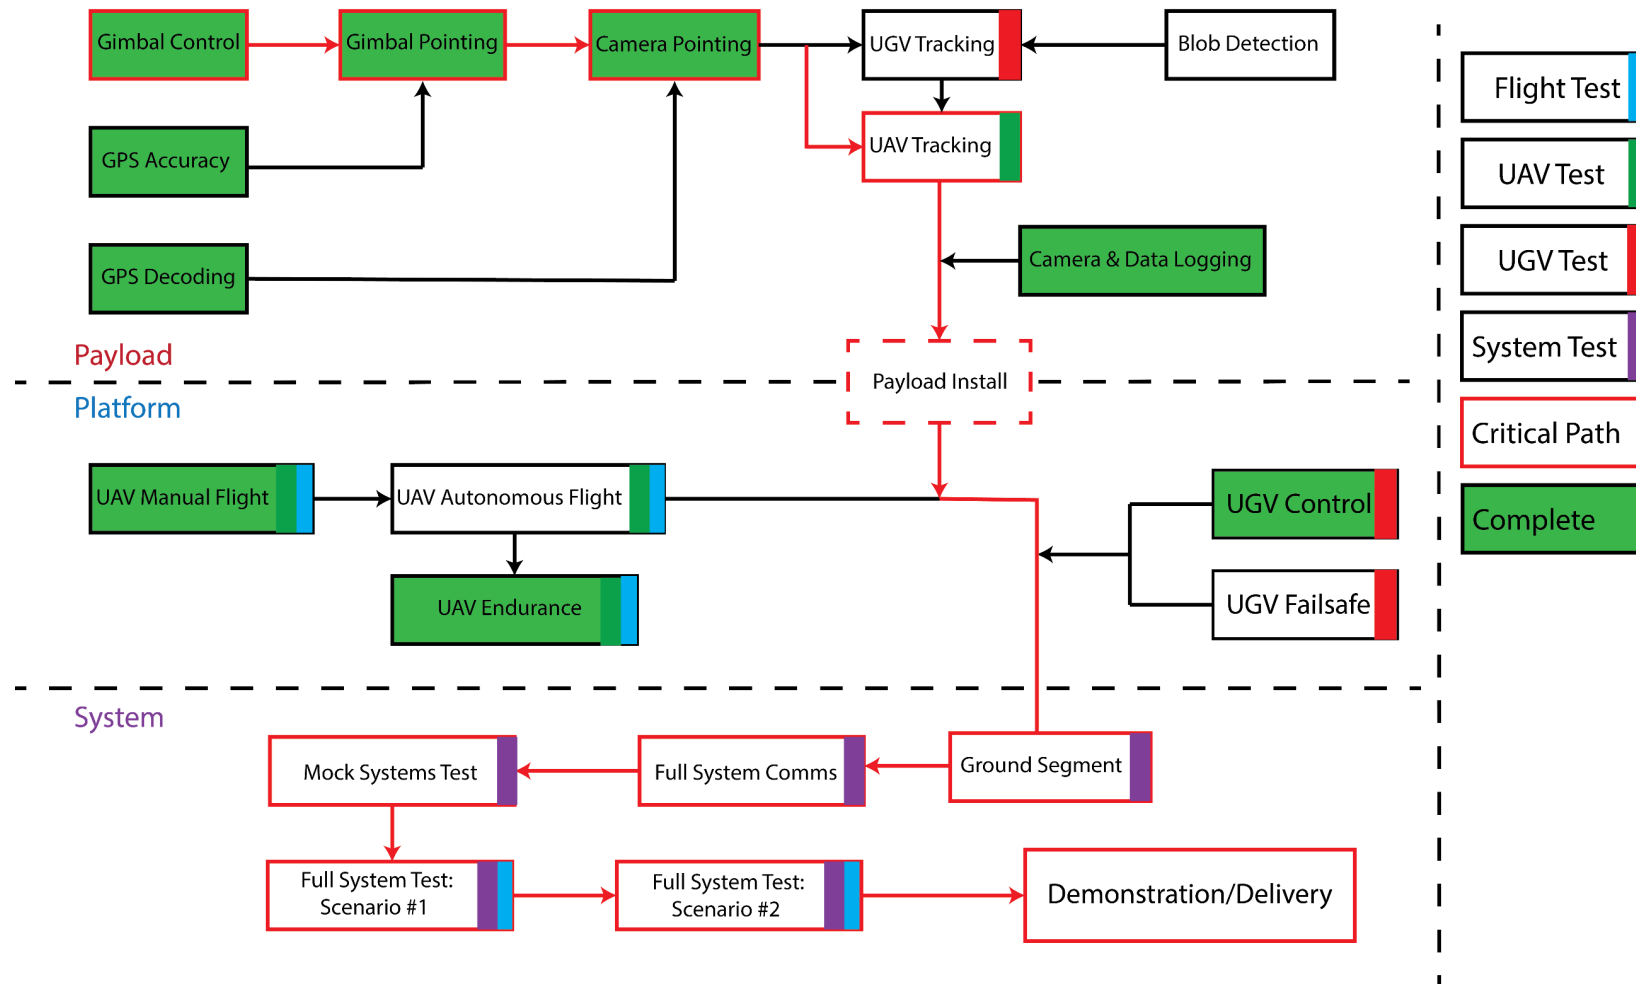 Gimbal Control
Gimbal Pointing
Camera Pointing
UGV Tracking
Blob Detection
GPS Accuracy
UAV Tracking
GPS Decoding
Camera & Data Logging
Payload
Payload Install
Platform
UAV Manual Flight
UAV Autonomous Flight
UGV Control
UAV Endurance
UGV Failsafe
System
Mock Systems Test
Full System Comms
Ground Segment
Full System Test:
Scenario #1
Full System Test:
Scenario #2
Demonstration/Delivery
Flight Test
UAV Test
UGV Test
System Test
Critical Path
Complete